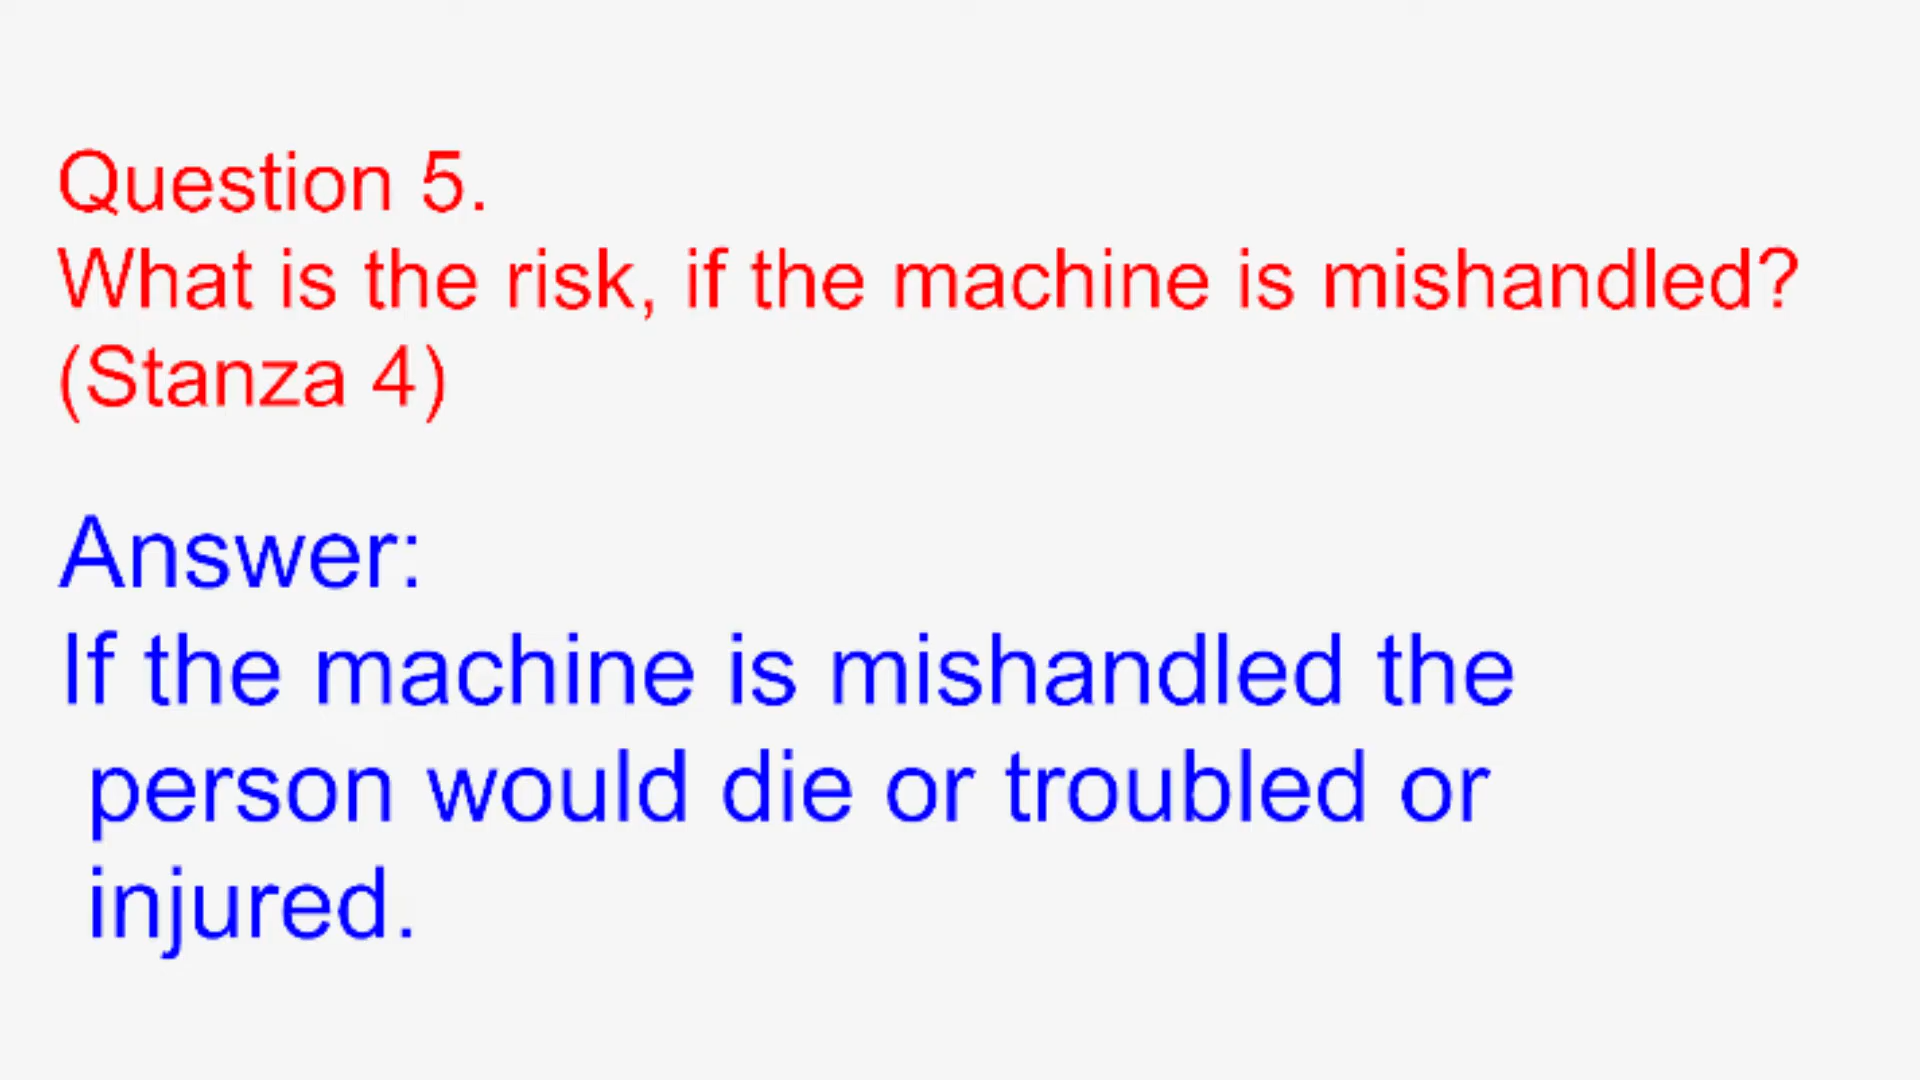 Question 5.
What is the risk, if the machine is mishandled?
(Stanza 4)
Answer:
If the machine is mishandled the
person would die or troubled or
injured.